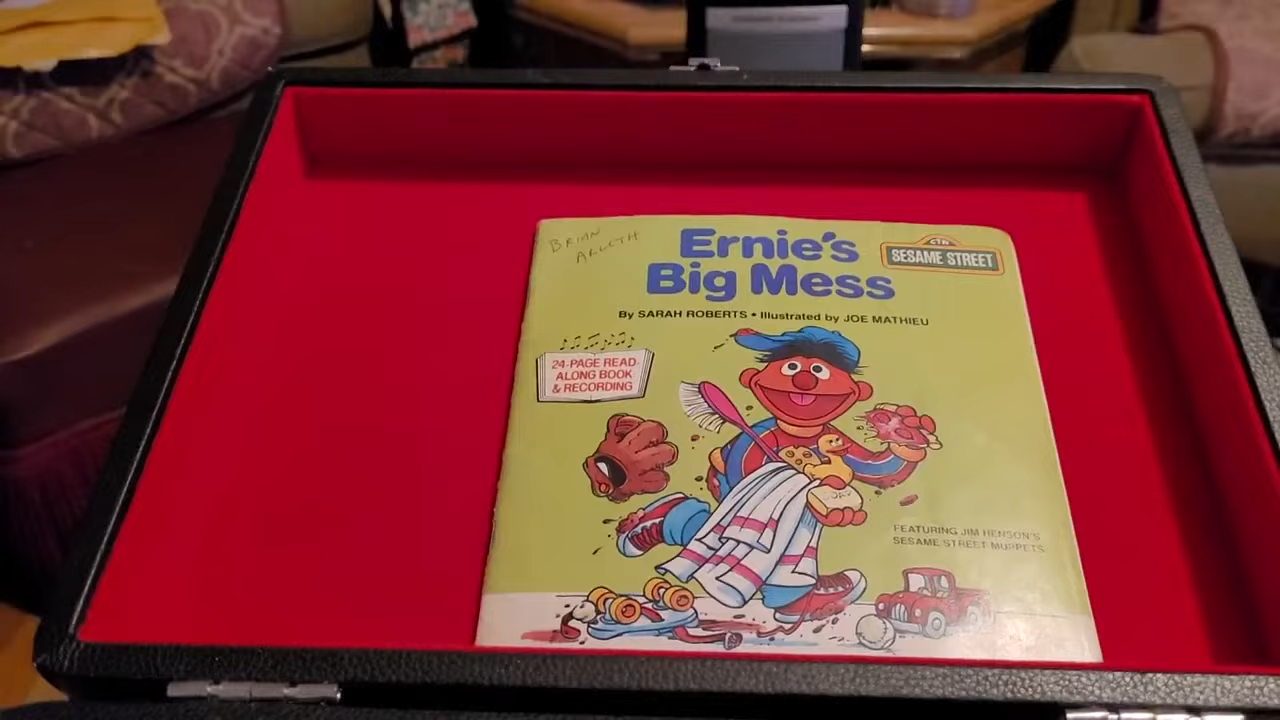 BRIAN
Ernie's
Big Mess
CTW
SESAME STREET
By SARAH ROBERTS • Illustrated by JOE MATHIEU
24-PAGE READ-
ALONG BOOK
& RECORDING
SOAP
FEATURING JIM HENSON'S
SESAME STREET MUPPETS